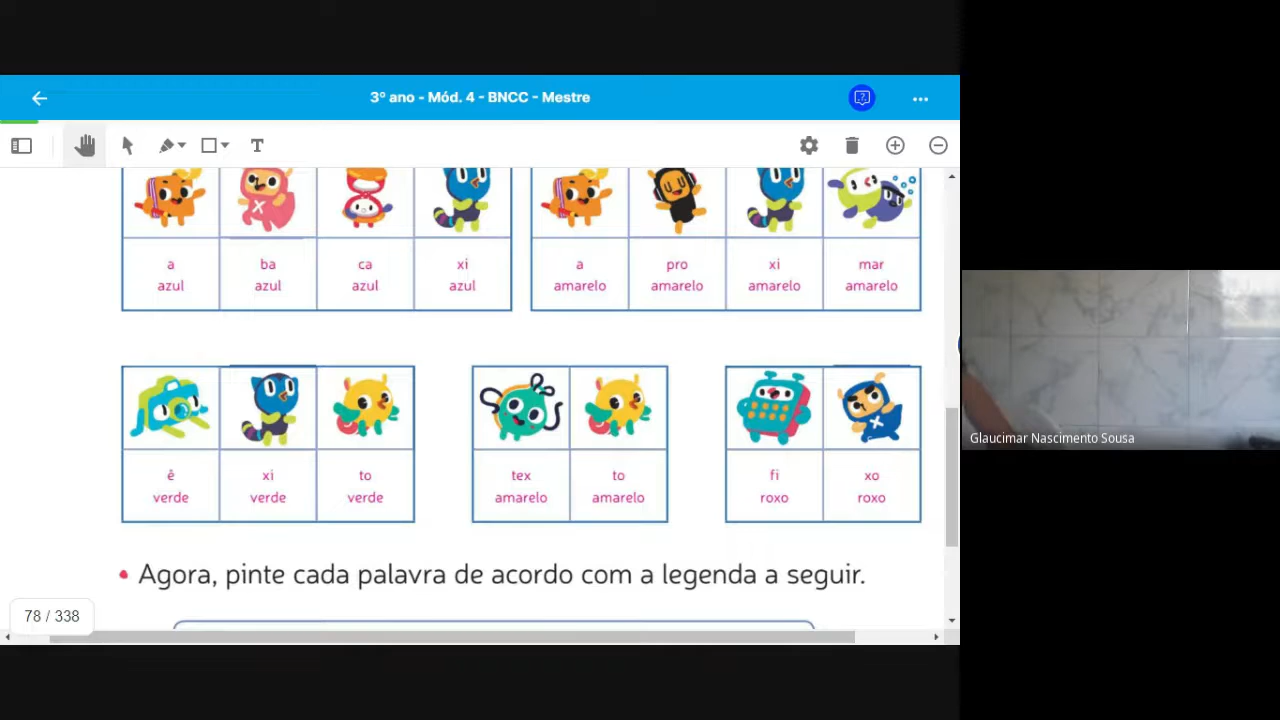 3º ano - Mód. 4 - BNCC - Mestre
T
a ba ca xi
azul azul azul azul
a pro xi mar
amarelo amarelo amarelo amarelo
ê xi to
verde verde verde
tex to
amarelo amarelo
fi xo
roxo roxo
• Agora, pinte cada palavra de acordo com a legenda a seguir.
78 / 338
Glaucimar Nascimento Sousa